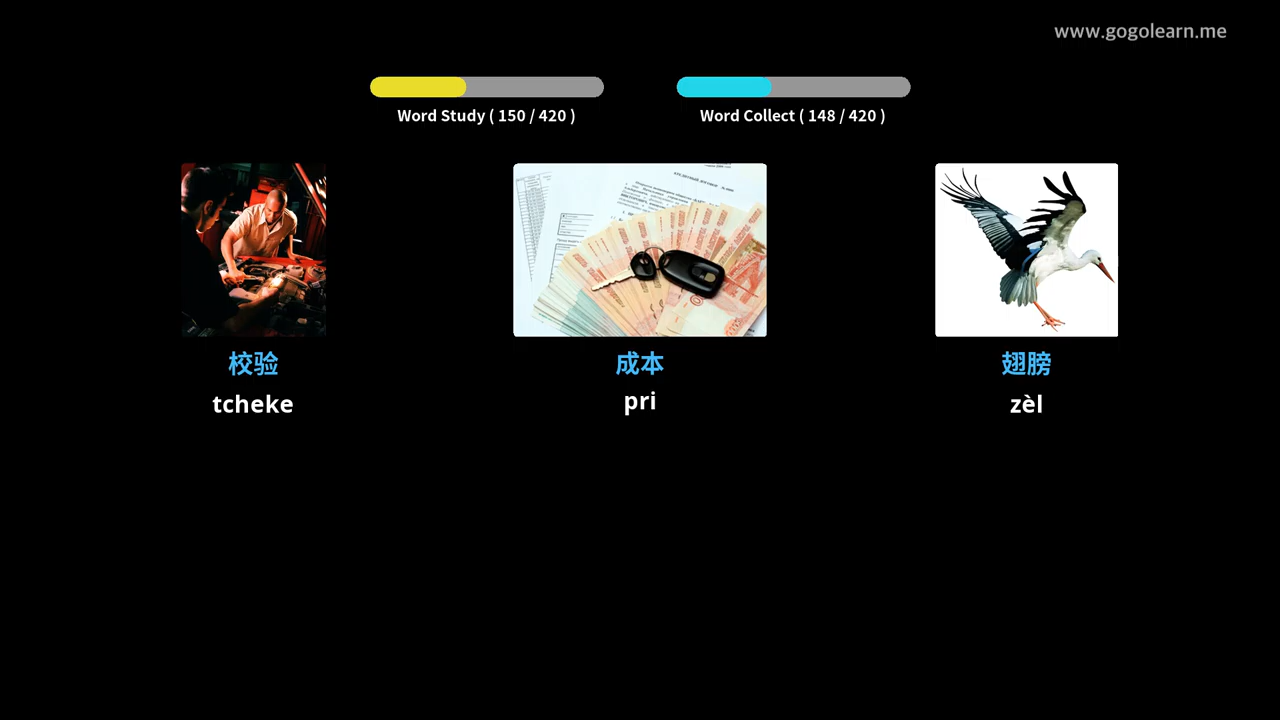 www.gogolearn.me
Word Study ( 150 / 420 )
Word Collect ( 148 / 420 )
校验
成本
翅膀
tcheke
pri
zèl